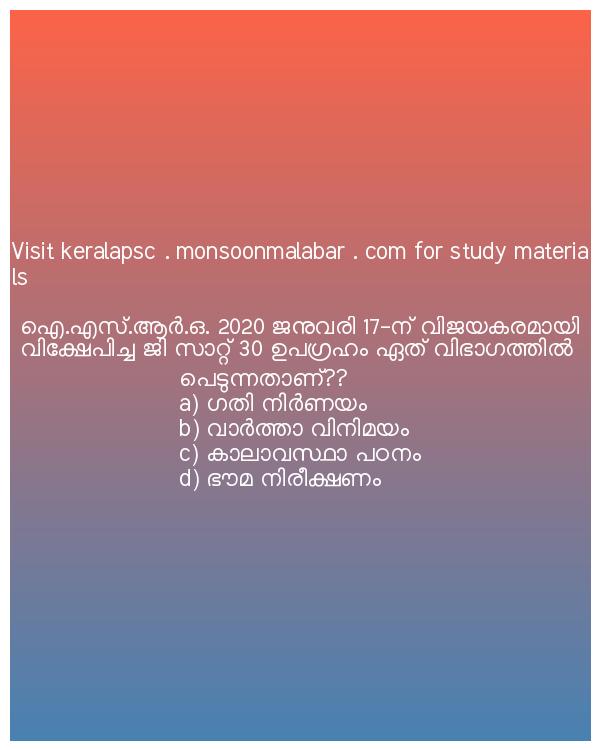 Visit keralapsc . monsoonmalabar . com for study materia
ls
ഐ.എസ്.ആർ.ഒ. 2020 ജനുവരി 17-ന് വിജയകരമായി
വിക്ഷേപിച്ച ജി സാറ്റ് 30 ഉപഗ്രഹം ഏത് വിഭാഗത്തിൽ
പെടുന്നതാണ്??
a) ഗതി നിർണയം
b) വാർത്താ വിനിമയം
c) കാലാവസ്ഥാ പഠനം
d) ഭൗമ നിരീക്ഷണം